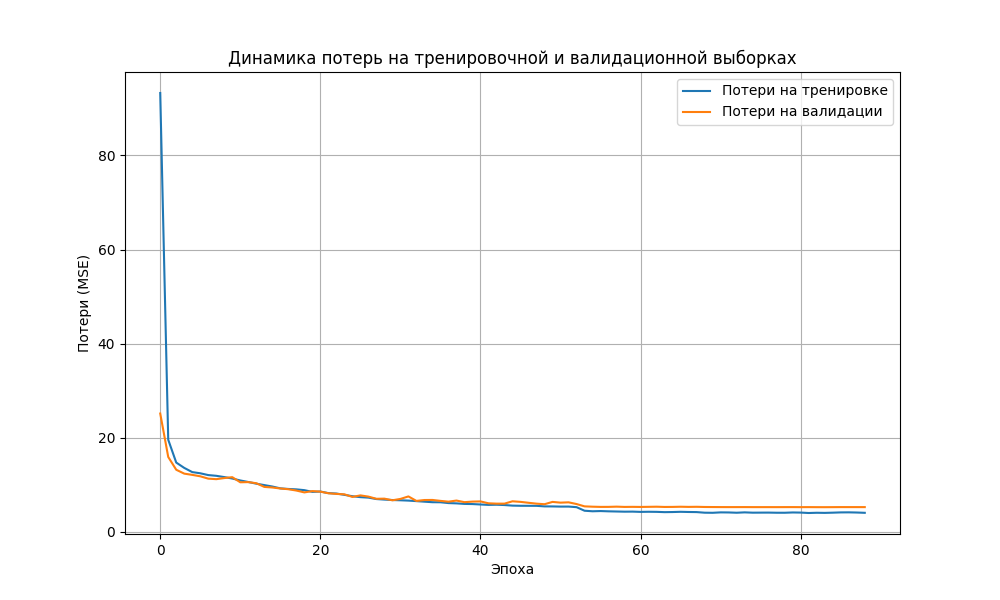 Динамика потерь на тренировочной и валидационной выборках
Потери на тренировке
Потери на валидации
Потери (MSE)
80
60
40
20
0
0 20 40 60 80
Эпоха